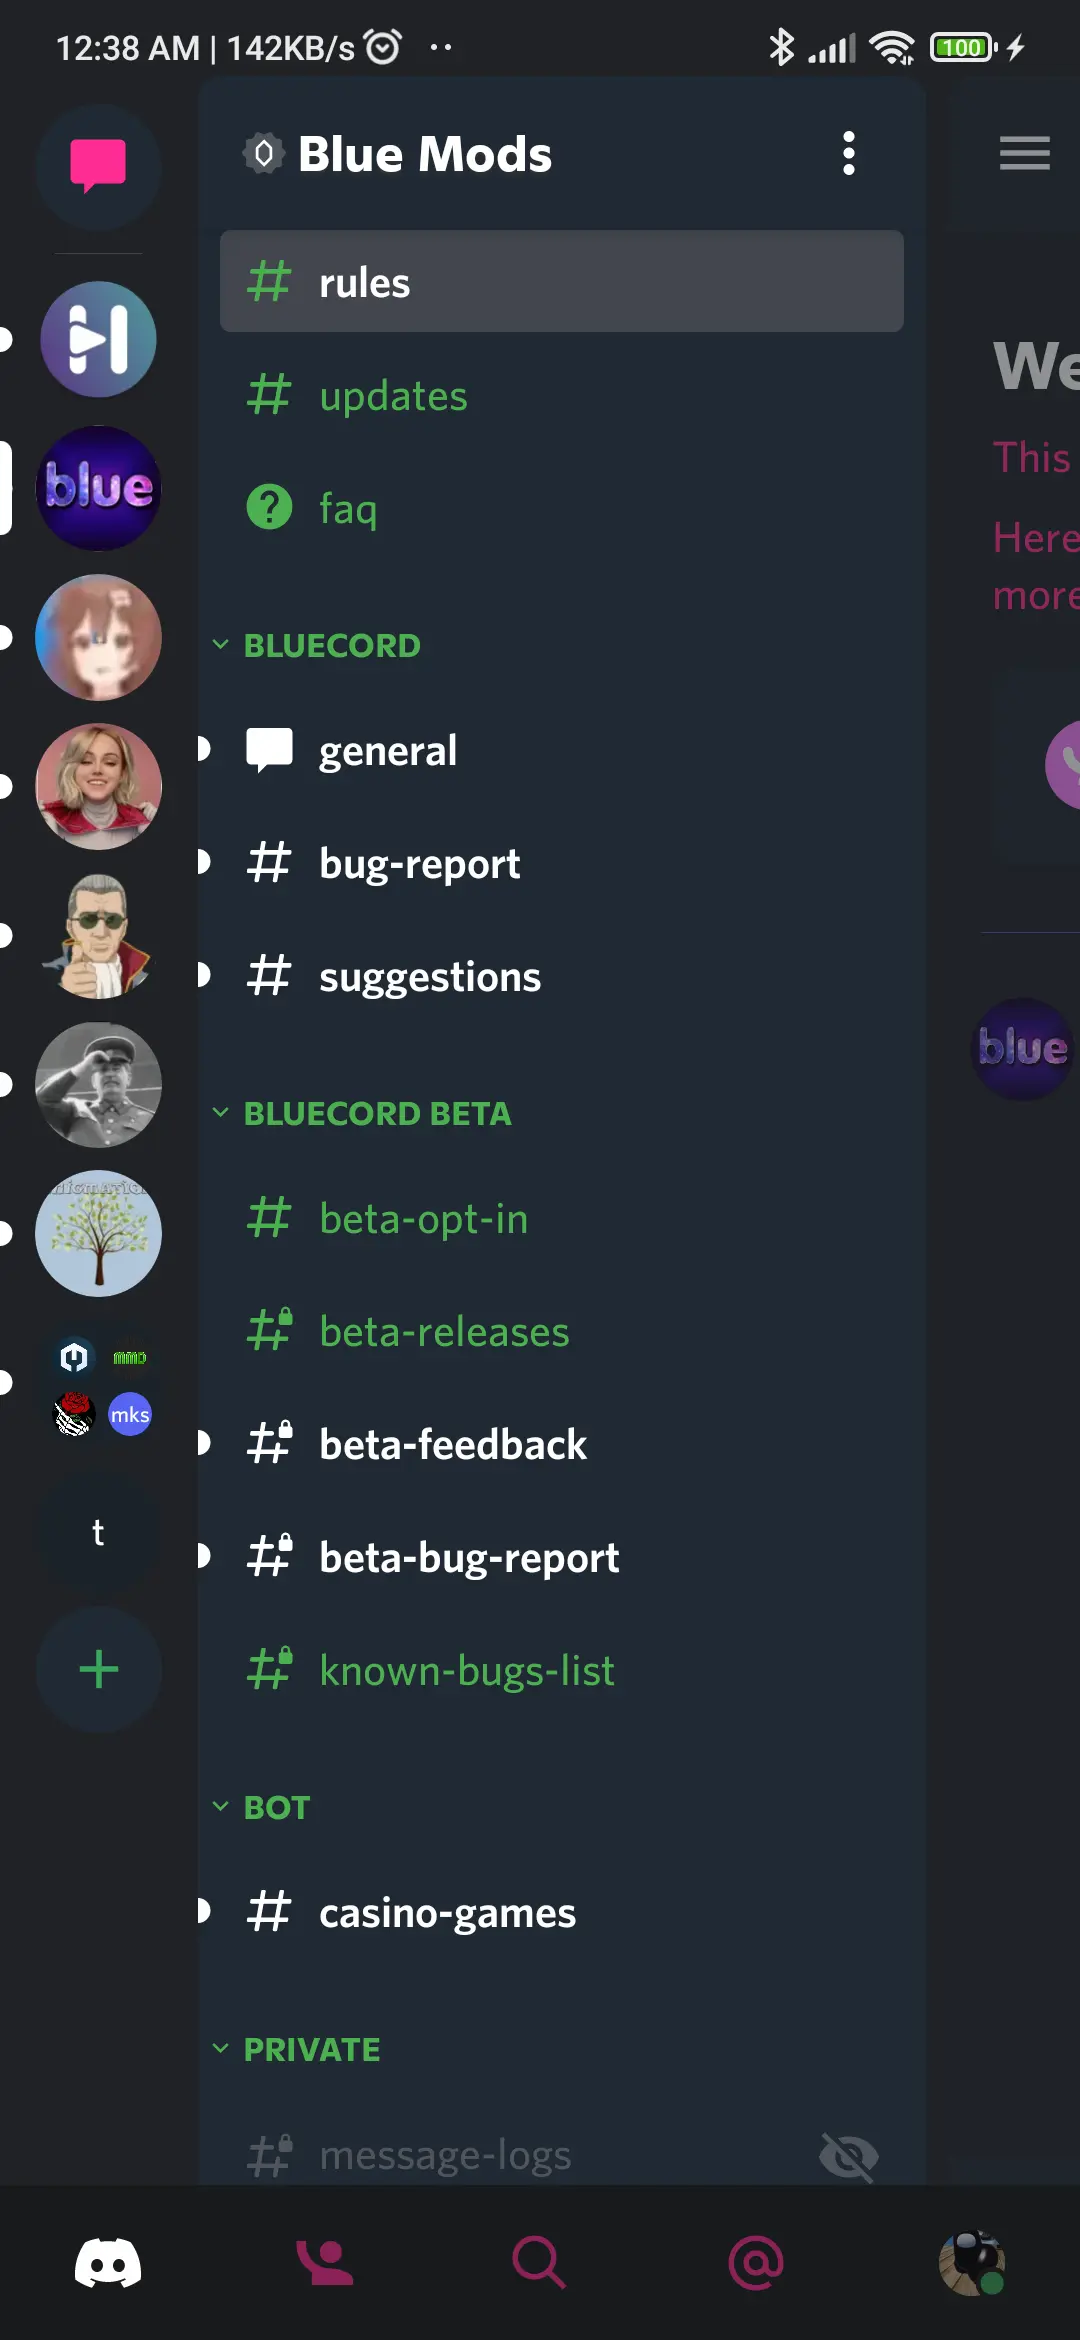 12:38 AM | 142KB/s
100
Blue Mods
rules
updates
faq
BLUECORD
general
bug-report
suggestions
BLUECORD BETA
beta-opt-in
beta-releases
beta-feedback
beta-bug-report
known-bugs-list
BOT
casino-games
PRIVATE
message-logs
blue
mmd
mks
t
We
This
Here
more
blue